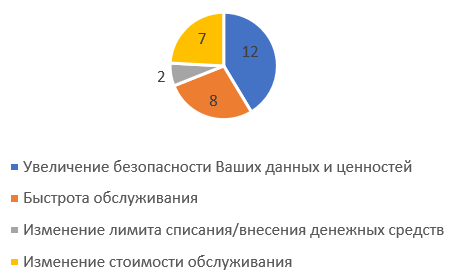 7
12
2
8
Увеличение безопасности Ваших данных и ценностей
Быстрота обслуживания
Изменение лимита списания/внесения денежных средств
Изменение стоимости обслуживания